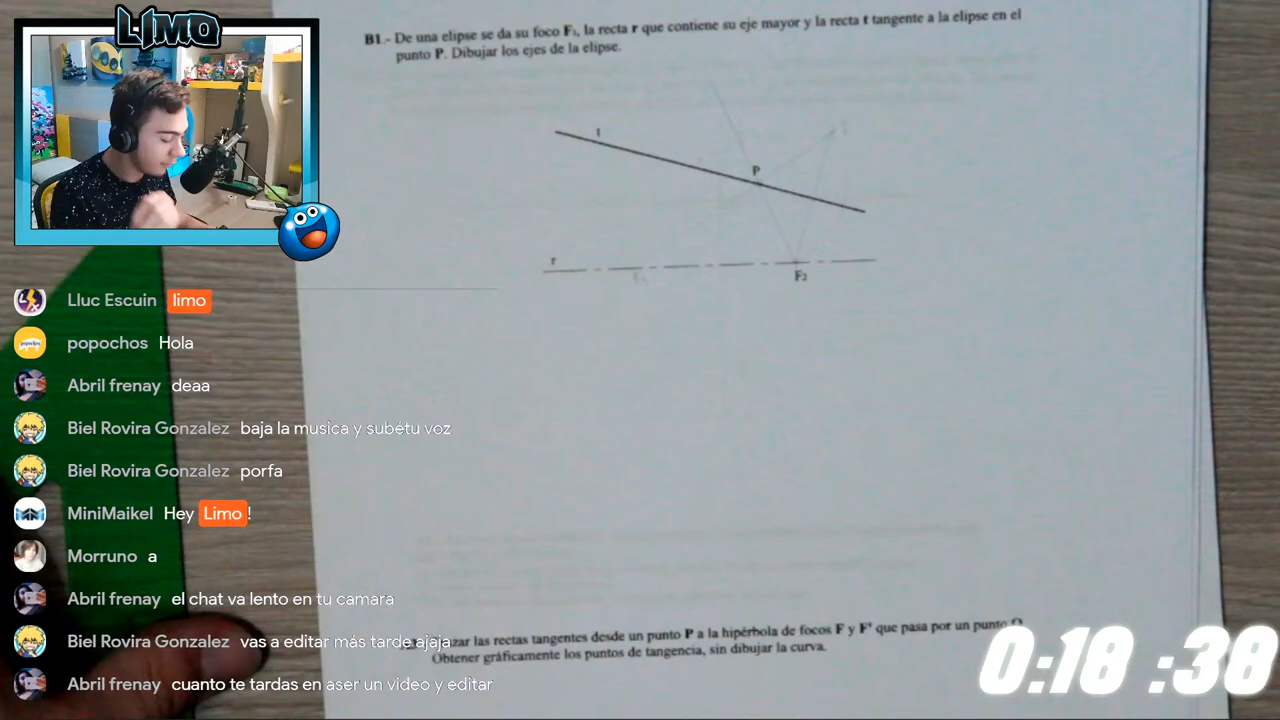 LIMO
B1.- De una elipse se da su foco F₁, la recta r que contiene su eje mayor y la recta t tangente a la elipse en el
punto P. Dibujar los ejes de la elipse.
t
P
r
F₂
Lluc Escuin limo
popochos Hola
Abril frenay deaa
Biel Rovira Gonzalez baja la musica y subétu voz
Biel Rovira Gonzalez porfa
MiniMaikel Hey Limo !
Morruno a
Abril frenay el chat va lento en tu camara
Biel Rovira Gonzalez vas a editar más tarde ajaja
Abril frenay cuanto te tardas en aser un video y editar
las rectas tangentes desde un punto P a la hipérbola de focos F y F' que pasa por un punto
Obtener gráficamente los puntos de tangencia, sin dibujar la curva.
0:18 :38